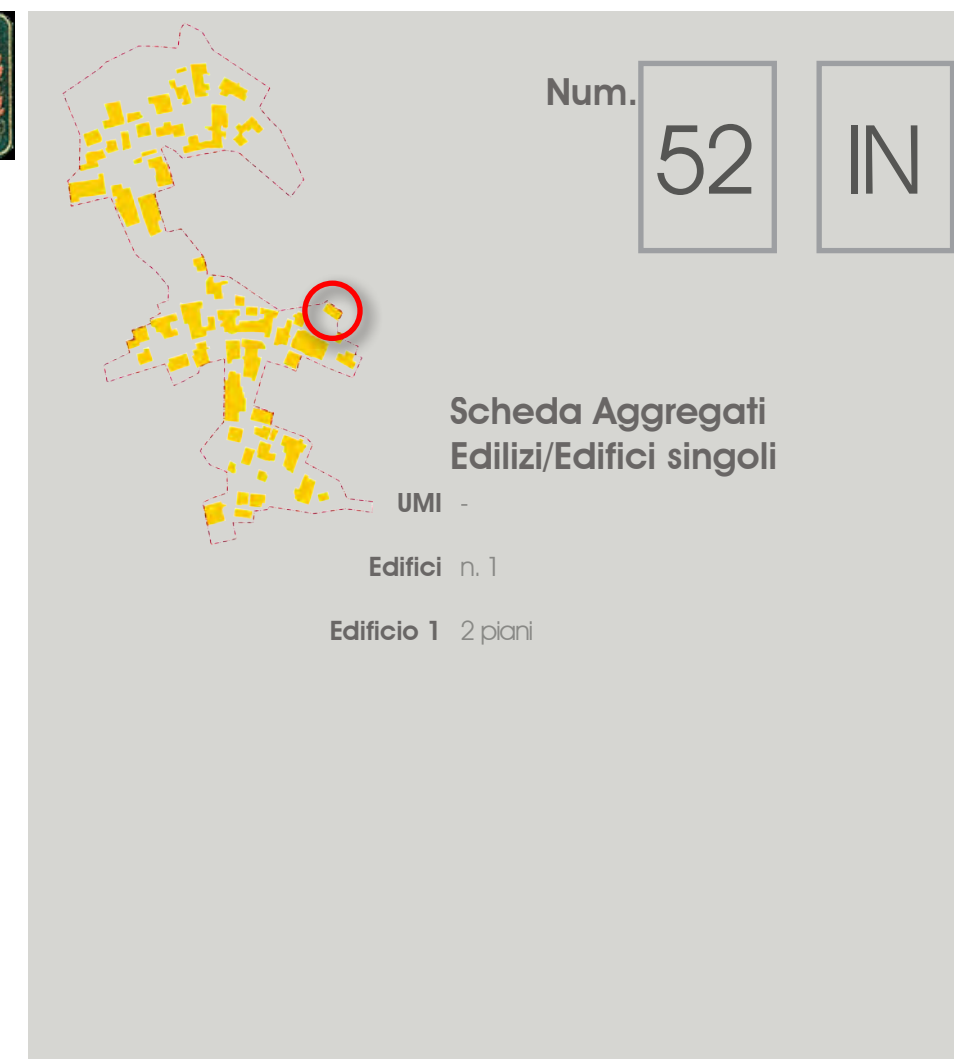 Num.
52
IN
Scheda Aggregati
Edilizi/Edifici singoli
UMI -
Edifici n. 1
Edificio 1 2 piani